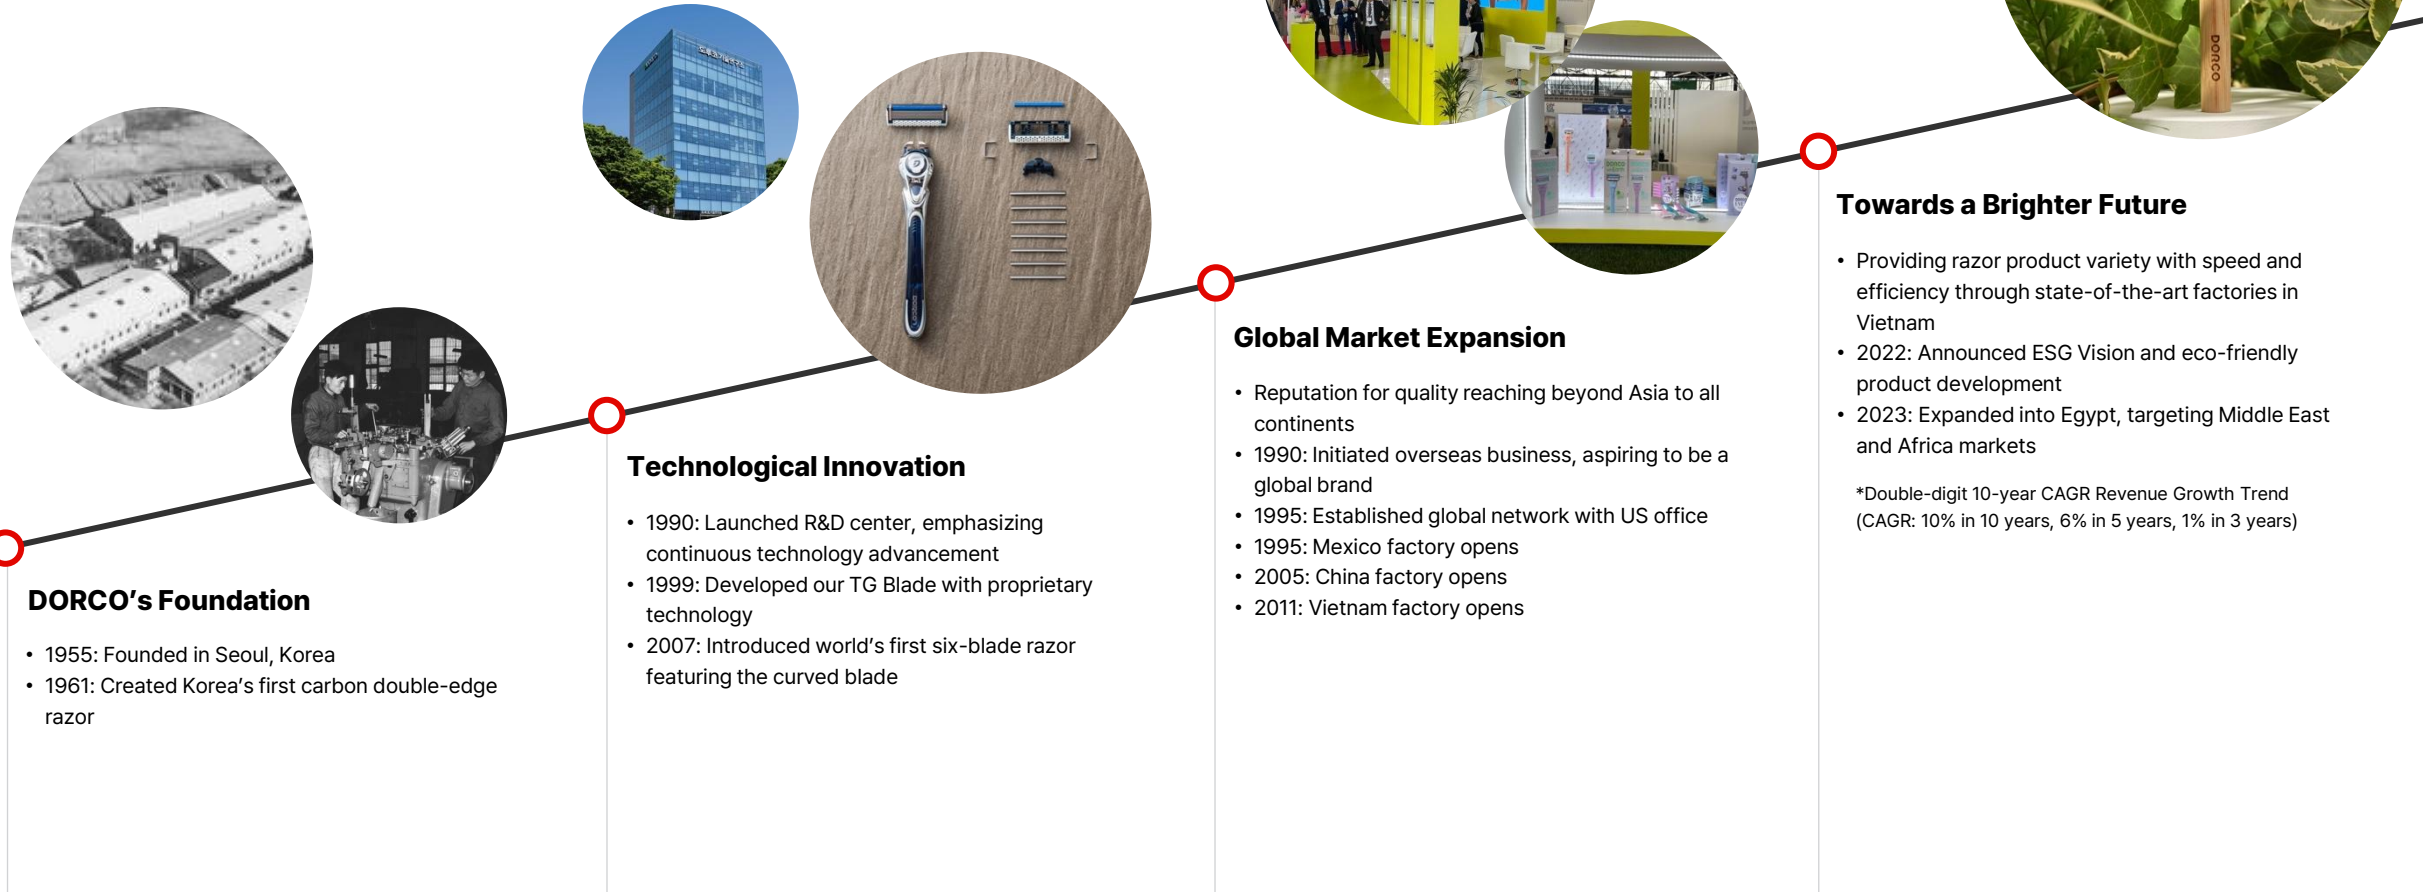 DORCO
DORCO’s Foundation
• 1955: Founded in Seoul, Korea
• 1961: Created Korea’s first carbon double-edge
razor
Technological Innovation
• 1990: Launched R&D center, emphasizing
continuous technology advancement
• 1999: Developed our TG Blade with proprietary
technology
• 2007: Introduced world’s first six-blade razor
featuring the curved blade
Global Market Expansion
• Reputation for quality reaching beyond Asia to all
continents
• 1990: Initiated overseas business, aspiring to be a
global brand
• 1995: Established global network with US office
• 1995: Mexico factory opens
• 2005: China factory opens
• 2011: Vietnam factory opens
Towards a Brighter Future
• Providing razor product variety with speed and
efficiency through state-of-the-art factories in
Vietnam
• 2022: Announced ESG Vision and eco-friendly
product development
• 2023: Expanded into Egypt, targeting Middle East
and Africa markets
*Double-digit 10-year CAGR Revenue Growth Trend
(CAGR: 10% in 10 years, 6% in 5 years, 1% in 3 years)